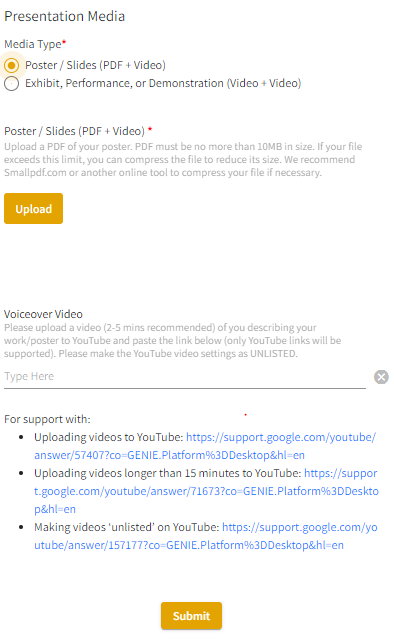 Presentation Media
Media Type*
Poster / Slides (PDF + Video)
Exhibit, Performance, or Demonstration (Video + Video)
Poster / Slides (PDF + Video) *
Upload a PDF of your poster. PDF must be no more than 10MB in size. If your file
exceeds this limit, you can compress the file to reduce its size. We recommend
Smallpdf.com or another online tool to compress your file if necessary.
Upload
Voiceover Video
Please upload a video (2-5 mins recommended) of you describing your
work/poster to YouTube and paste the link below (only YouTube links will be
supported). Please make the YouTube video settings as UNLISTED.
Type Here
*
For support with:
• Uploading videos to YouTube: https://support.google.com/youtube/
answer/57407?co=GENIE.Platform%3DDesktop&hl=en
• Uploading videos longer than 15 minutes to YouTube: https://suppor
t.google.com/youtube/answer/71673?co=GENIE.Platform%3DDeskto
p&hl=en
• Making videos ‘unlisted’ on YouTube: https://support.google.com/yo
utube/answer/157177?co=GENIE.Platform%3DDesktop&hl=en
Submit